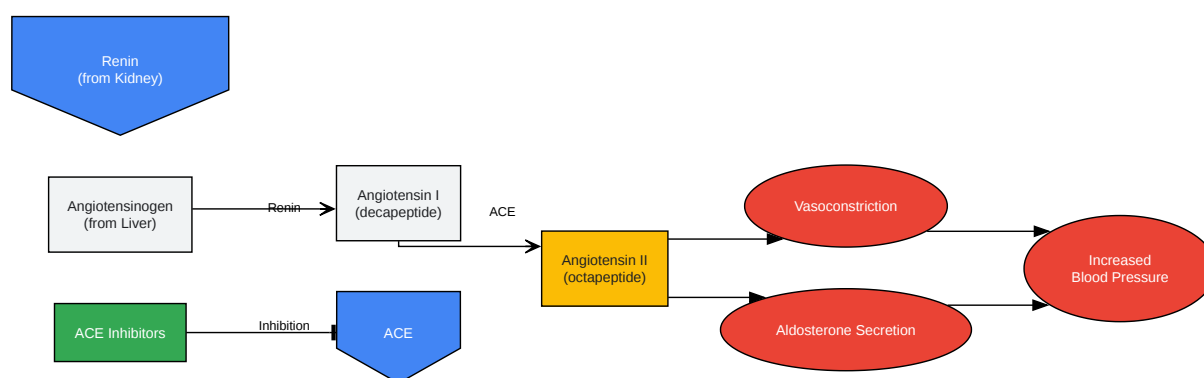 Renin
(from Kidney)
Angiotensinogen
(from Liver)
Renin
Angiotensin I
(decapeptide)
ACE
Angiotensin II
(octapeptide)
Vasoconstriction
Increased
Blood Pressure
Aldosterone Secretion
ACE Inhibitors
Inhibition
ACE